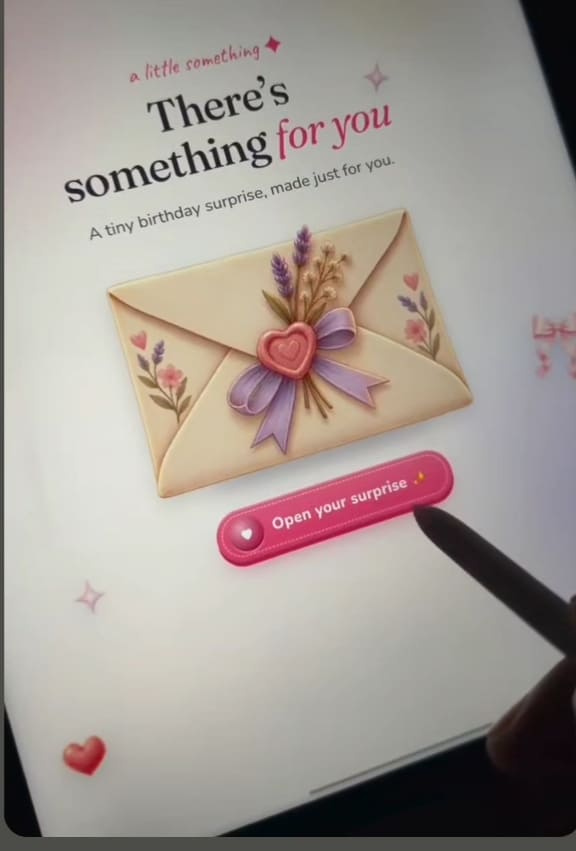 a little something
There's
something for you
A tiny birthday surprise, made just for you.
Open your surprise ✨